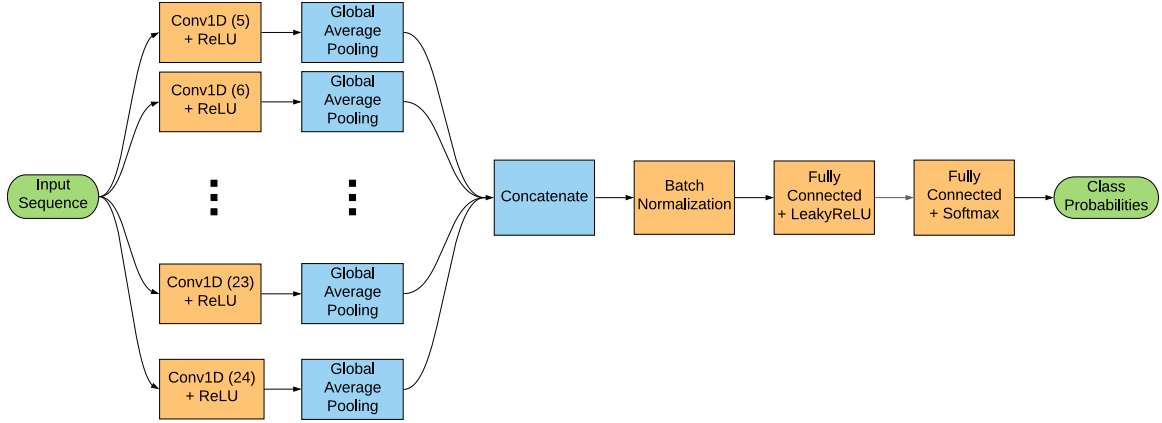 Conv1D (5)
+ ReLU
Global
Average
Pooling
Conv1D (6)
+ ReLU
Global
Average
Pooling
Input
Sequence
Concatenate
Batch
Normalization
Fully
Connected
+ LeakyReLU
Fully
Connected
+ Softmax
Class
Probabilities
Conv1D (23)
+ ReLU
Global
Average
Pooling
Conv1D (24)
+ ReLU
Global
Average
Pooling